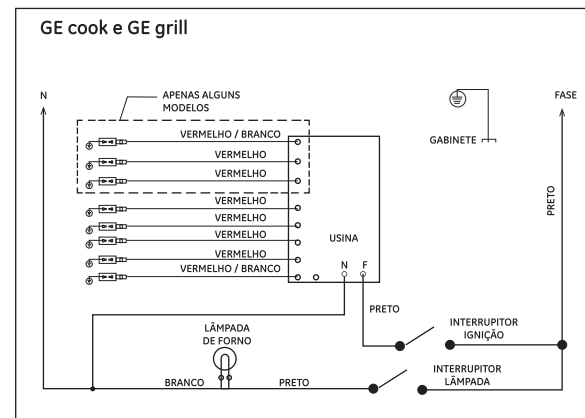 GE cook e GE grill
N
APENAS ALGUNS
MODELOS
FASE
VERMELHO / BRANCO
VERMELHO
VERMELHO
VERMELHO
VERMELHO
VERMELHO
VERMELHO
VERMELHO / BRANCO
GABINETE
PRETO
USINA
N F
PRETO
LÂMPADA
DE FORNO
INTERRUPITOR
IGNIÇÃO
INTERRUPITOR
LÂMPADA
BRANCO
PRETO